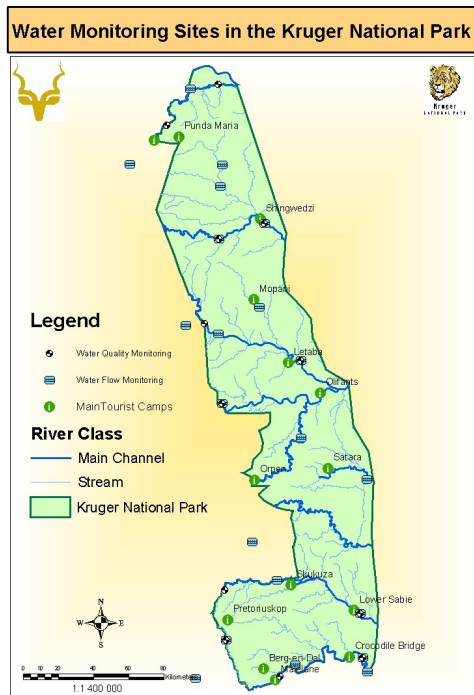 Water Monitoring Sites in the Kruger National Park
Kruger
NATIONAL PARK
Punda Maria
Shingwedzi
Mopani
Legend
Water Quality Monitoring
Water Flow Monitoring
MainTourist Camps
River Class
Main Channel
Stream
Kruger National Park
Letaba
Olifants
Satara
Orpen
Skukuza
Lower Sabie
Pretoriuskop
Crocodile Bridge
Berg-en-Dal
Malelane
N
W
E
S
0
10
20
40
60
80
Kilometers
1:1 400 000